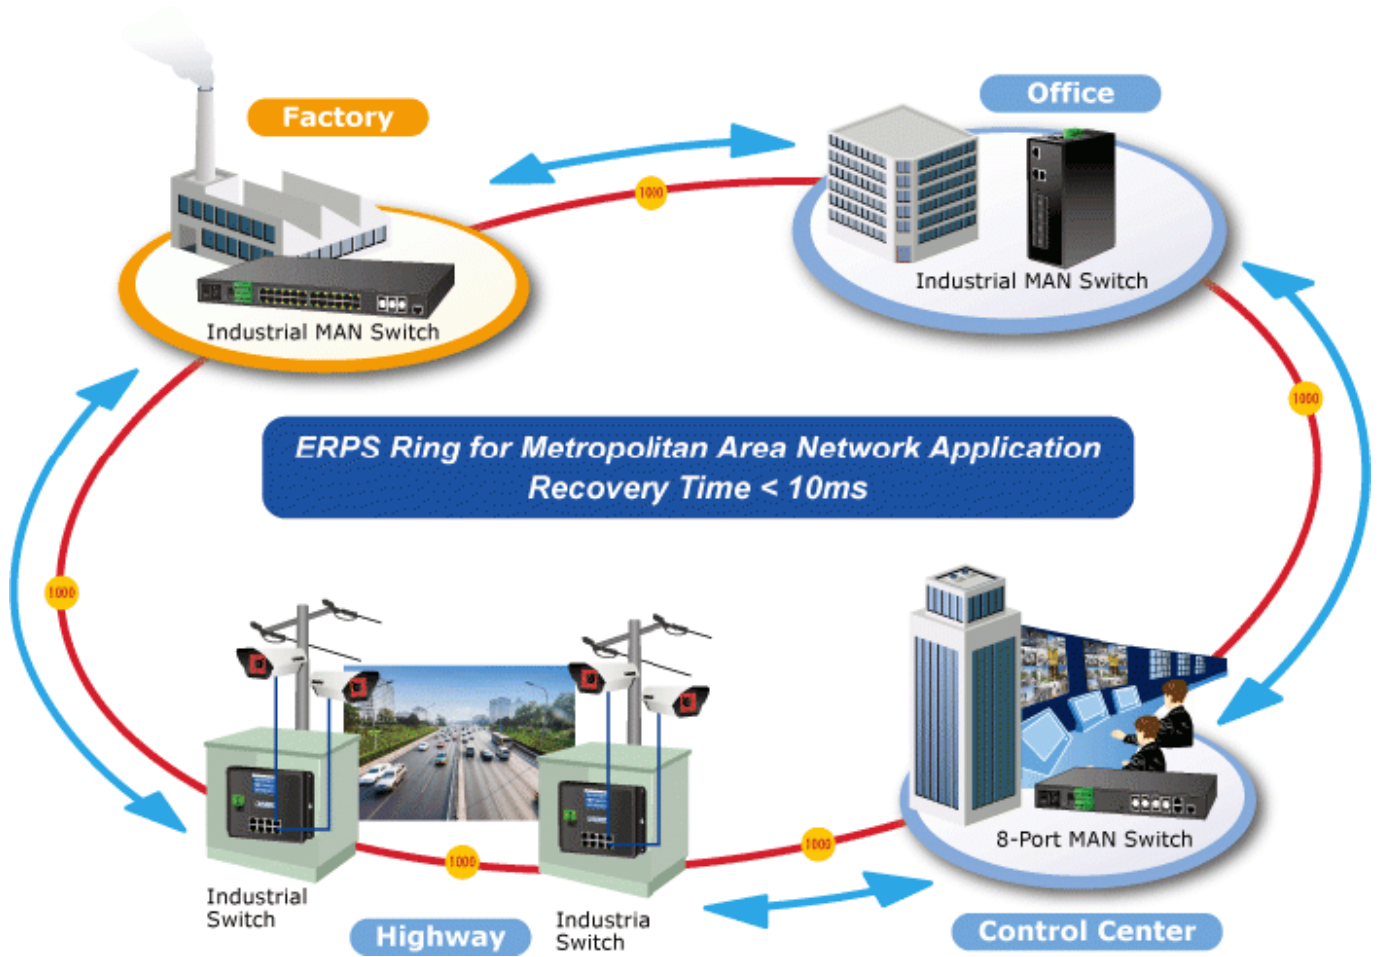 Factory
Office
1000
Industrial MAN Switch
Industrial MAN Switch
1000
ERPS Ring for Metropolitan Area Network Application
Recovery Time < 10ms
1000
8-Port MAN Switch
1000
1000
Industrial
Switch
Highway
Industria
Switch
Control Center